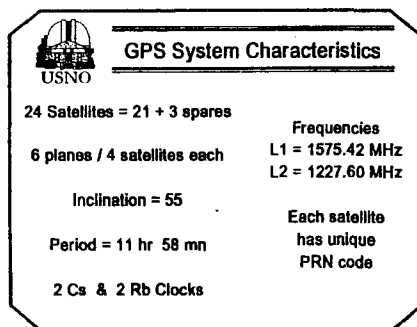 USNO
GPS System Characteristics
24 Satellites = 21 + 3 spares
6 planes / 4 satellites each
Inclination = 55
Period = 11 hr 58 mn
2 Cs & 2 Rb Clocks
Frequencies
L1 = 1575.42 MHz
L2 = 1227.60 MHz
Each satellite
has unique
PRN code